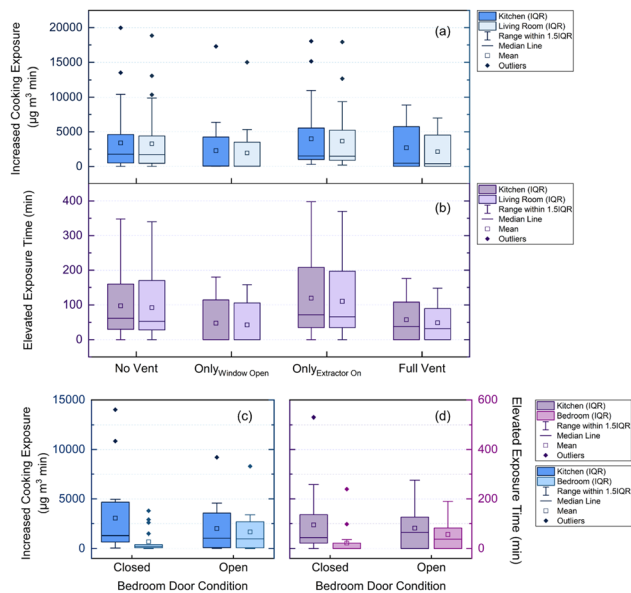 20000
15000
10000
5000
0
Increased Cooking Exposure
(µg m³ min)
(a)
Kitchen (IQR)
Living Room (IQR)
Range within 1.5IQR
Median Line
Mean
Outliers
400
300
200
100
0
Elevated Exposure Time (min)
(b)
Kitchen (IQR)
Living Room (IQR)
Range within 1.5IQR
Median Line
Mean
Outliers
No Vent
Only Window Open
Only Extractor On
Full Vent
15000
10000
5000
0
Increased Cooking Exposure
(µg m³ min)
(c)
(d)
600
400
200
0
Elevated Exposure Time (min)
Closed
Open
Closed
Open
Bedroom Door Condition
Bedroom Door Condition
Kitchen (IQR)
Bedroom (IQR)
Range within 1.5IQR
Median Line
Mean
Outliers
Kitchen (IQR)
Bedroom (IQR)
Range within 1.5IQR
Median Line
Mean
Outliers